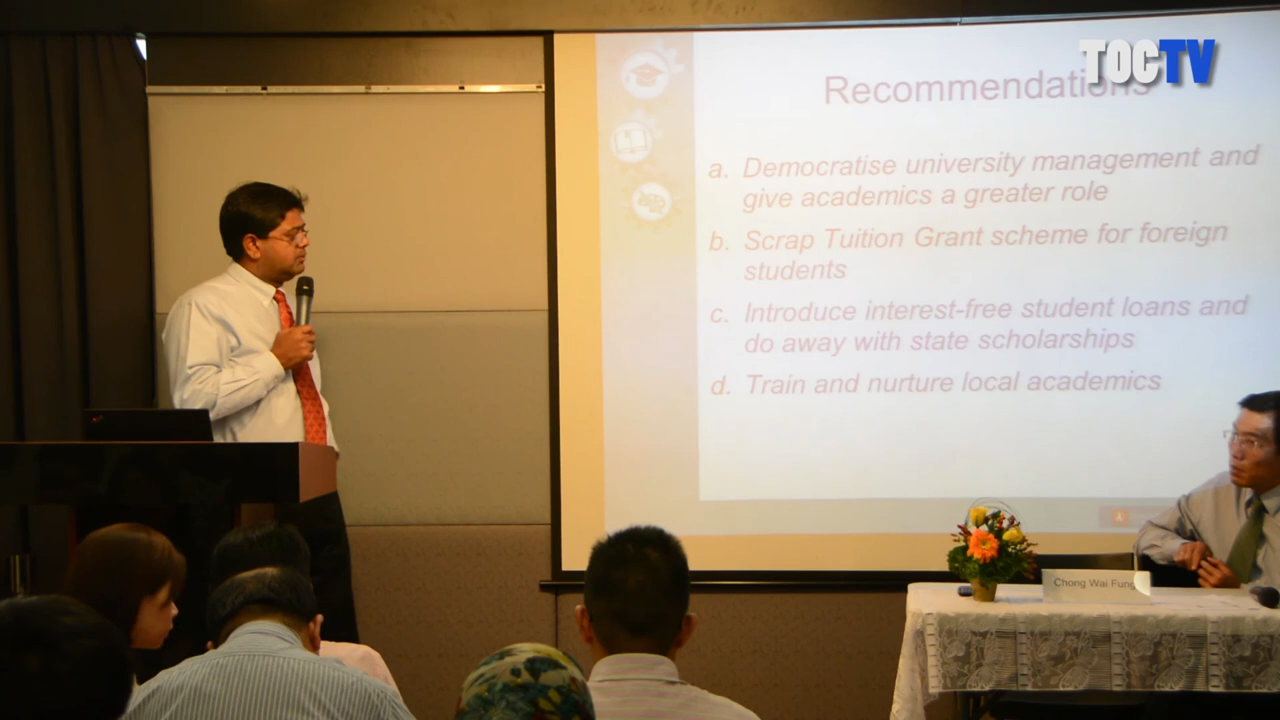 TOCTV
Recommendations
a. Democratise university management and
give academics a greater role
b. Scrap Tuition Grant scheme for foreign
students
c. Introduce interest-free student loans and
do away with state scholarships
d. Train and nurture local academics
Chong Wai Fung